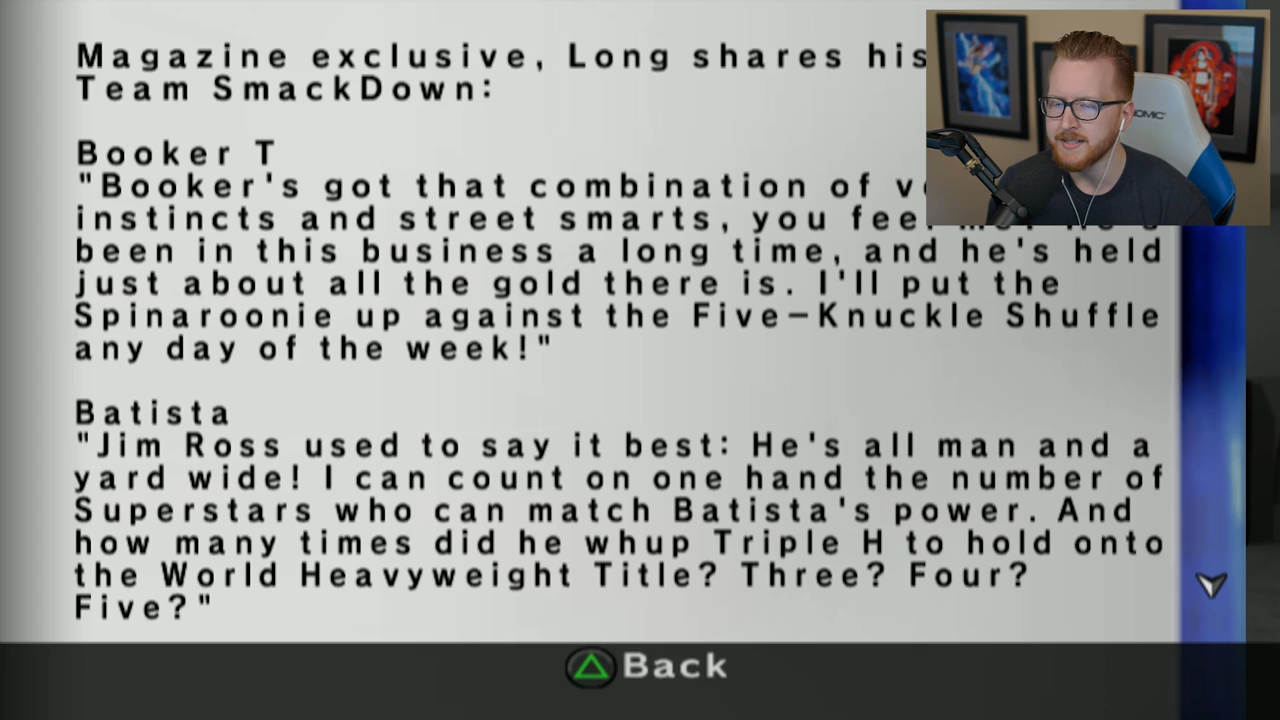 Magazine exclusive, Long shares his
Team SmackDown:
Booker T
"Booker's got that combination of
instincts and street smarts, you
been in this business a long time, and he's held
just about all the gold there is. I'll put the
Spinaroonie up against the Five-Knuckle Shuffle
any day of the week!"
Batista
"Jim Ross used to say it best: He's all man and a
yard wide! I can count on one hand the number of
Superstars who can match Batista's power. And
how many times did he whup Triple H to hold onto
the World Heavyweight Title? Three? Four?
Five?"
Back